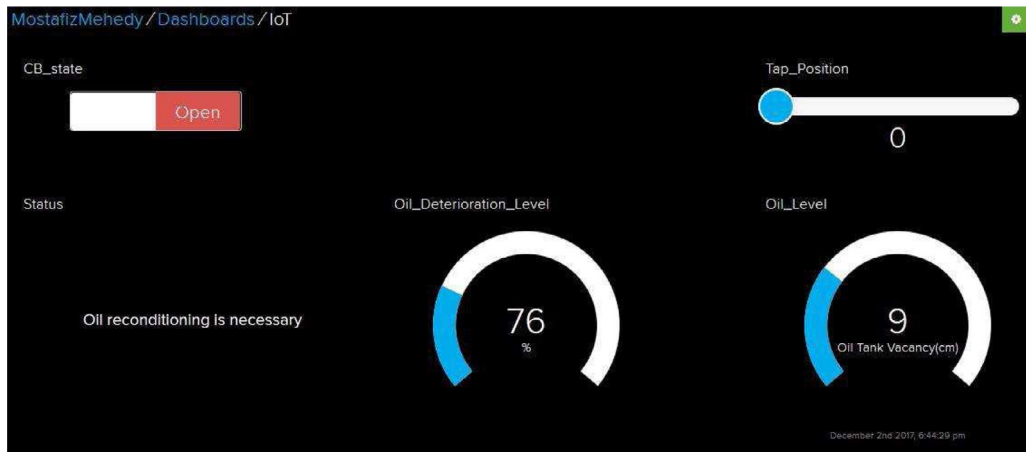 MostafizMehedy/Dashboards/IoT
CB_state
Tap_Position
Open
0
Status
Oil_Deterioration_Level
Oil_Level
Oil reconditioning is necessary
76
%
9
Oil Tank Vacancy(cm)
December 2nd 2017, 6:44:29 pm